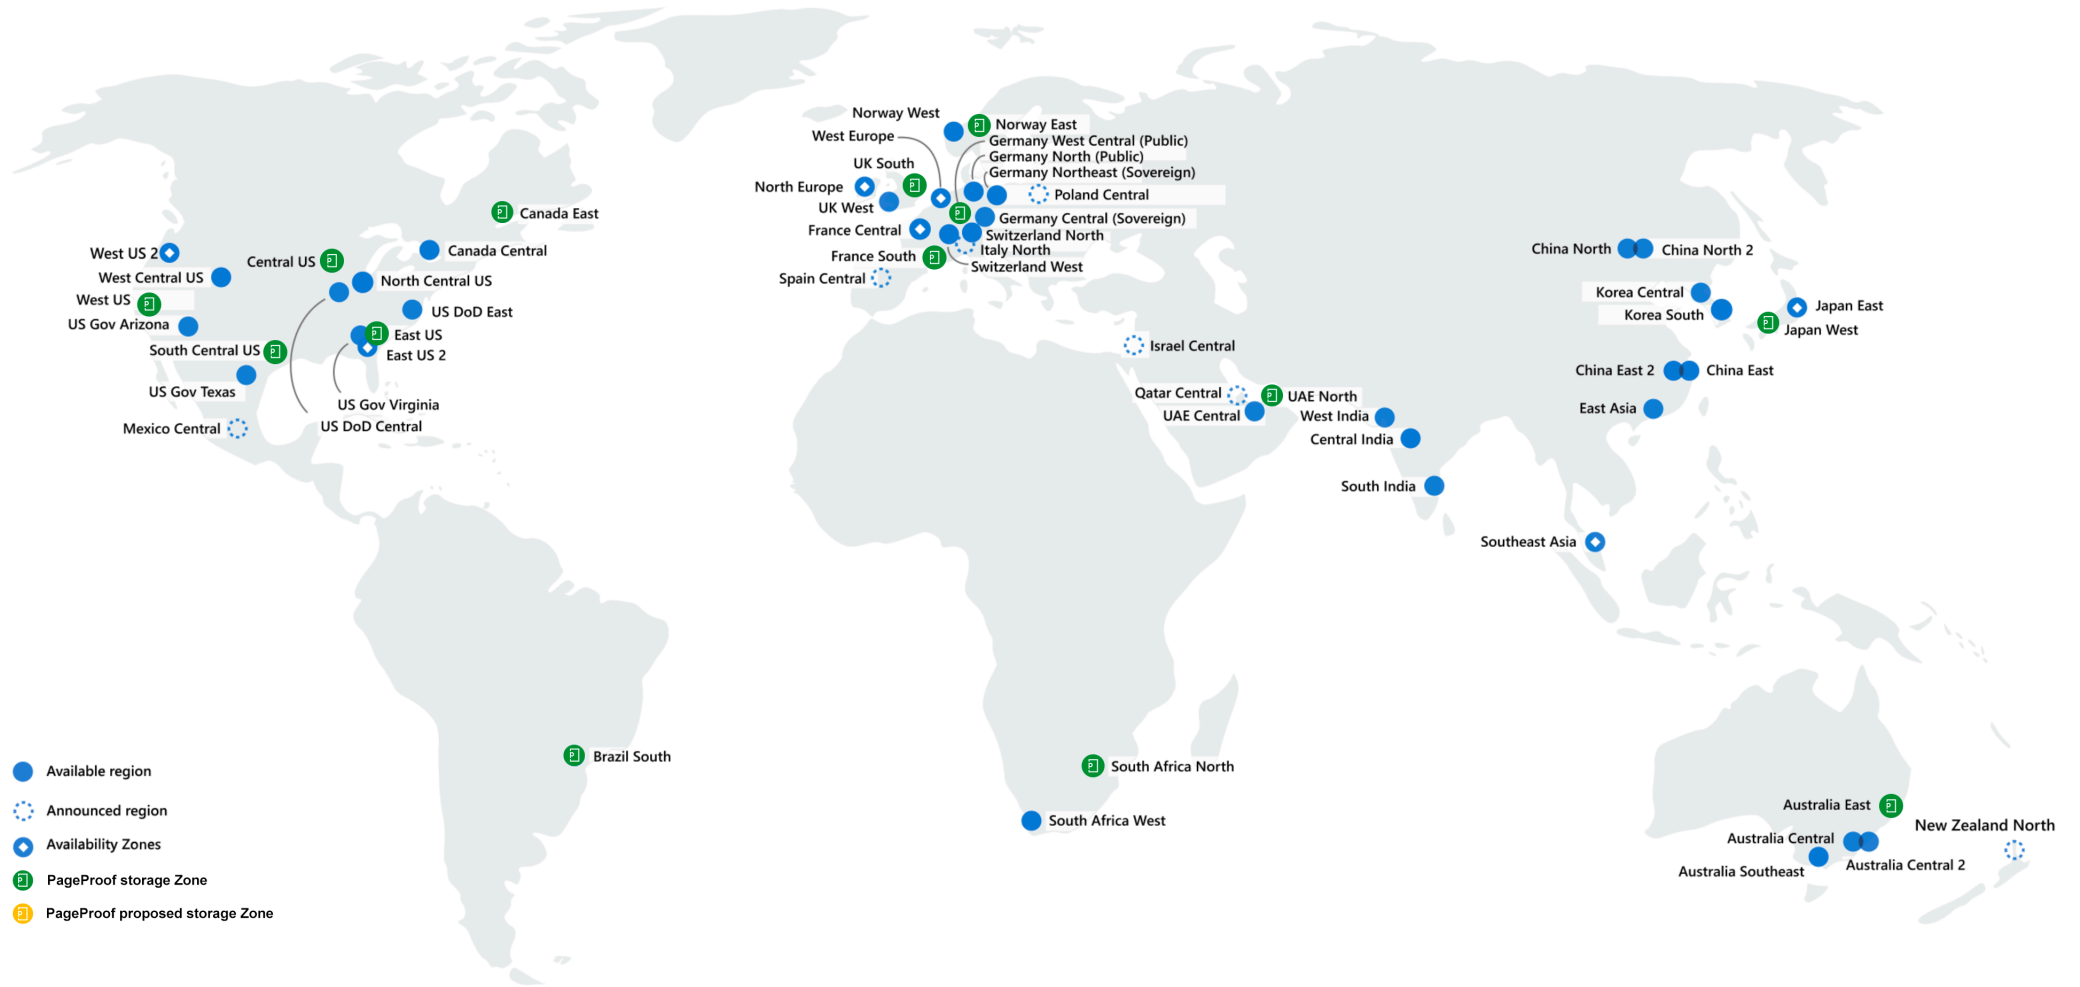 Norway West
Norway East
West Europe
Germany West Central (Public)
Germany North (Public)
UK South
Germany Northeast (Sovereign)
North Europe
Poland Central
UK West
Canada East
Germany Central (Sovereign)
France Central
Switzerland North
Canada Central
Italy North
China North
China North 2
West US 2
Central US
France South
Switzerland West
West Central US
North Central US
Spain Central
Korea Central
West US
Japan East
US DoD East
Korea South
US Gov Arizona
Japan West
East US
South Central US
East US 2
Israel Central
China East 2
China East
US Gov Texas
Qatar Central
UAE North
US Gov Virginia
East Asia
UAE Central
West India
US DoD Central
Mexico Central
Central India
South India
Southeast Asia
Brazil South
South Africa North
Available region
Australia East
Announced region
South Africa West
New Zealand North
Australia Central
Availability Zones
Australia Central 2
Australia Southeast
PageProof storage Zone
PageProof proposed storage Zone